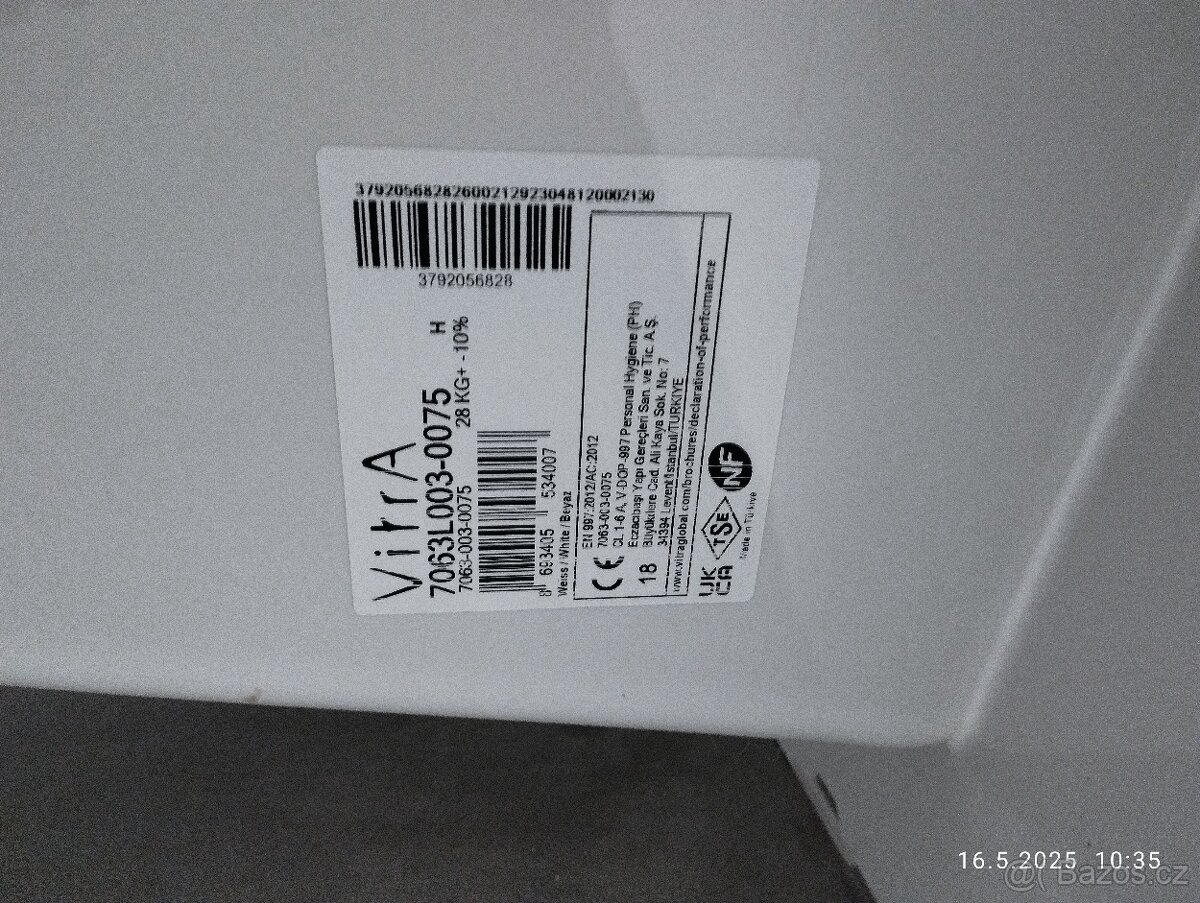 37920568282600212923048120002130
3792056828
VitrA
7063L003-0075 H
7063-003-0075 28 KG+ -10%
8 693405 534007
Weiss / White / Beyaz
CE
18
EN 997:2012/AC:2012
7063-003-0075
CL 1-6 A, V-DOP-997 Personal Hygiene (PH)
Eczacıbaşı Yapı Gereçleri San. ve Tic. A.Ş.
Büyükdere Cad. Ali Kaya Sok. No: 7
34394 Levent/İstanbul/TÜRKİYE
www.vitraglobal.com/brochures/declaration-of-performance
UK
CA
TSE
NF
Made in Türkiye
16.5.2025 10:35
@( Bazoš.cz